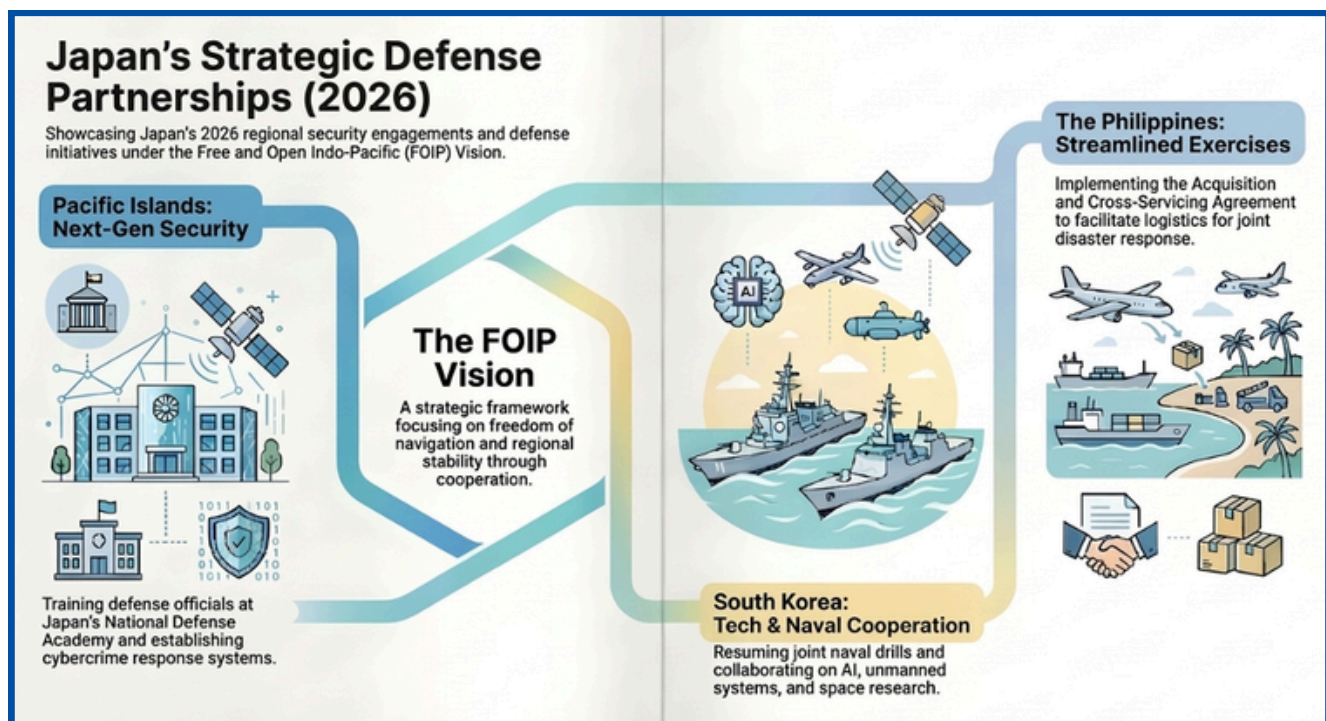 Japan's Strategic Defense
Partnerships (2026)
Showcasing Japan's 2026 regional security engagements and defense
initiatives under the Free and Open Indo-Pacific (FOIP) Vision.
Pacific Islands:
Next-Gen Security
1011 101
1011 010
Training defense officials at
Japan's National Defense
Academy and establishing
cybercrime response systems.
The FOIP
Vision
A strategic framework
focusing on freedom of
navigation and regional
stability through
cooperation.
AI
South Korea:
Tech & Naval Cooperation
Resuming joint naval drills and
collaborating on AI, unmanned
systems, and space research.
The Philippines:
Streamlined Exercises
Implementing the Acquisition
and Cross-Servicing Agreement
to facilitate logistics for joint
disaster response.